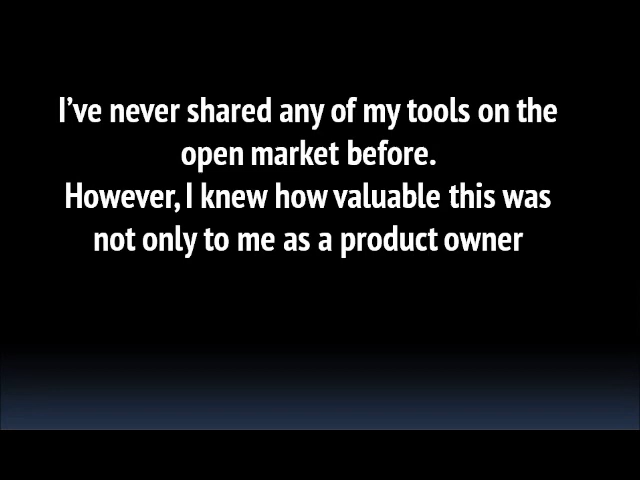 I’ve never shared any of my tools on the
open market before.
However, I knew how valuable this was
not only to me as a product owner